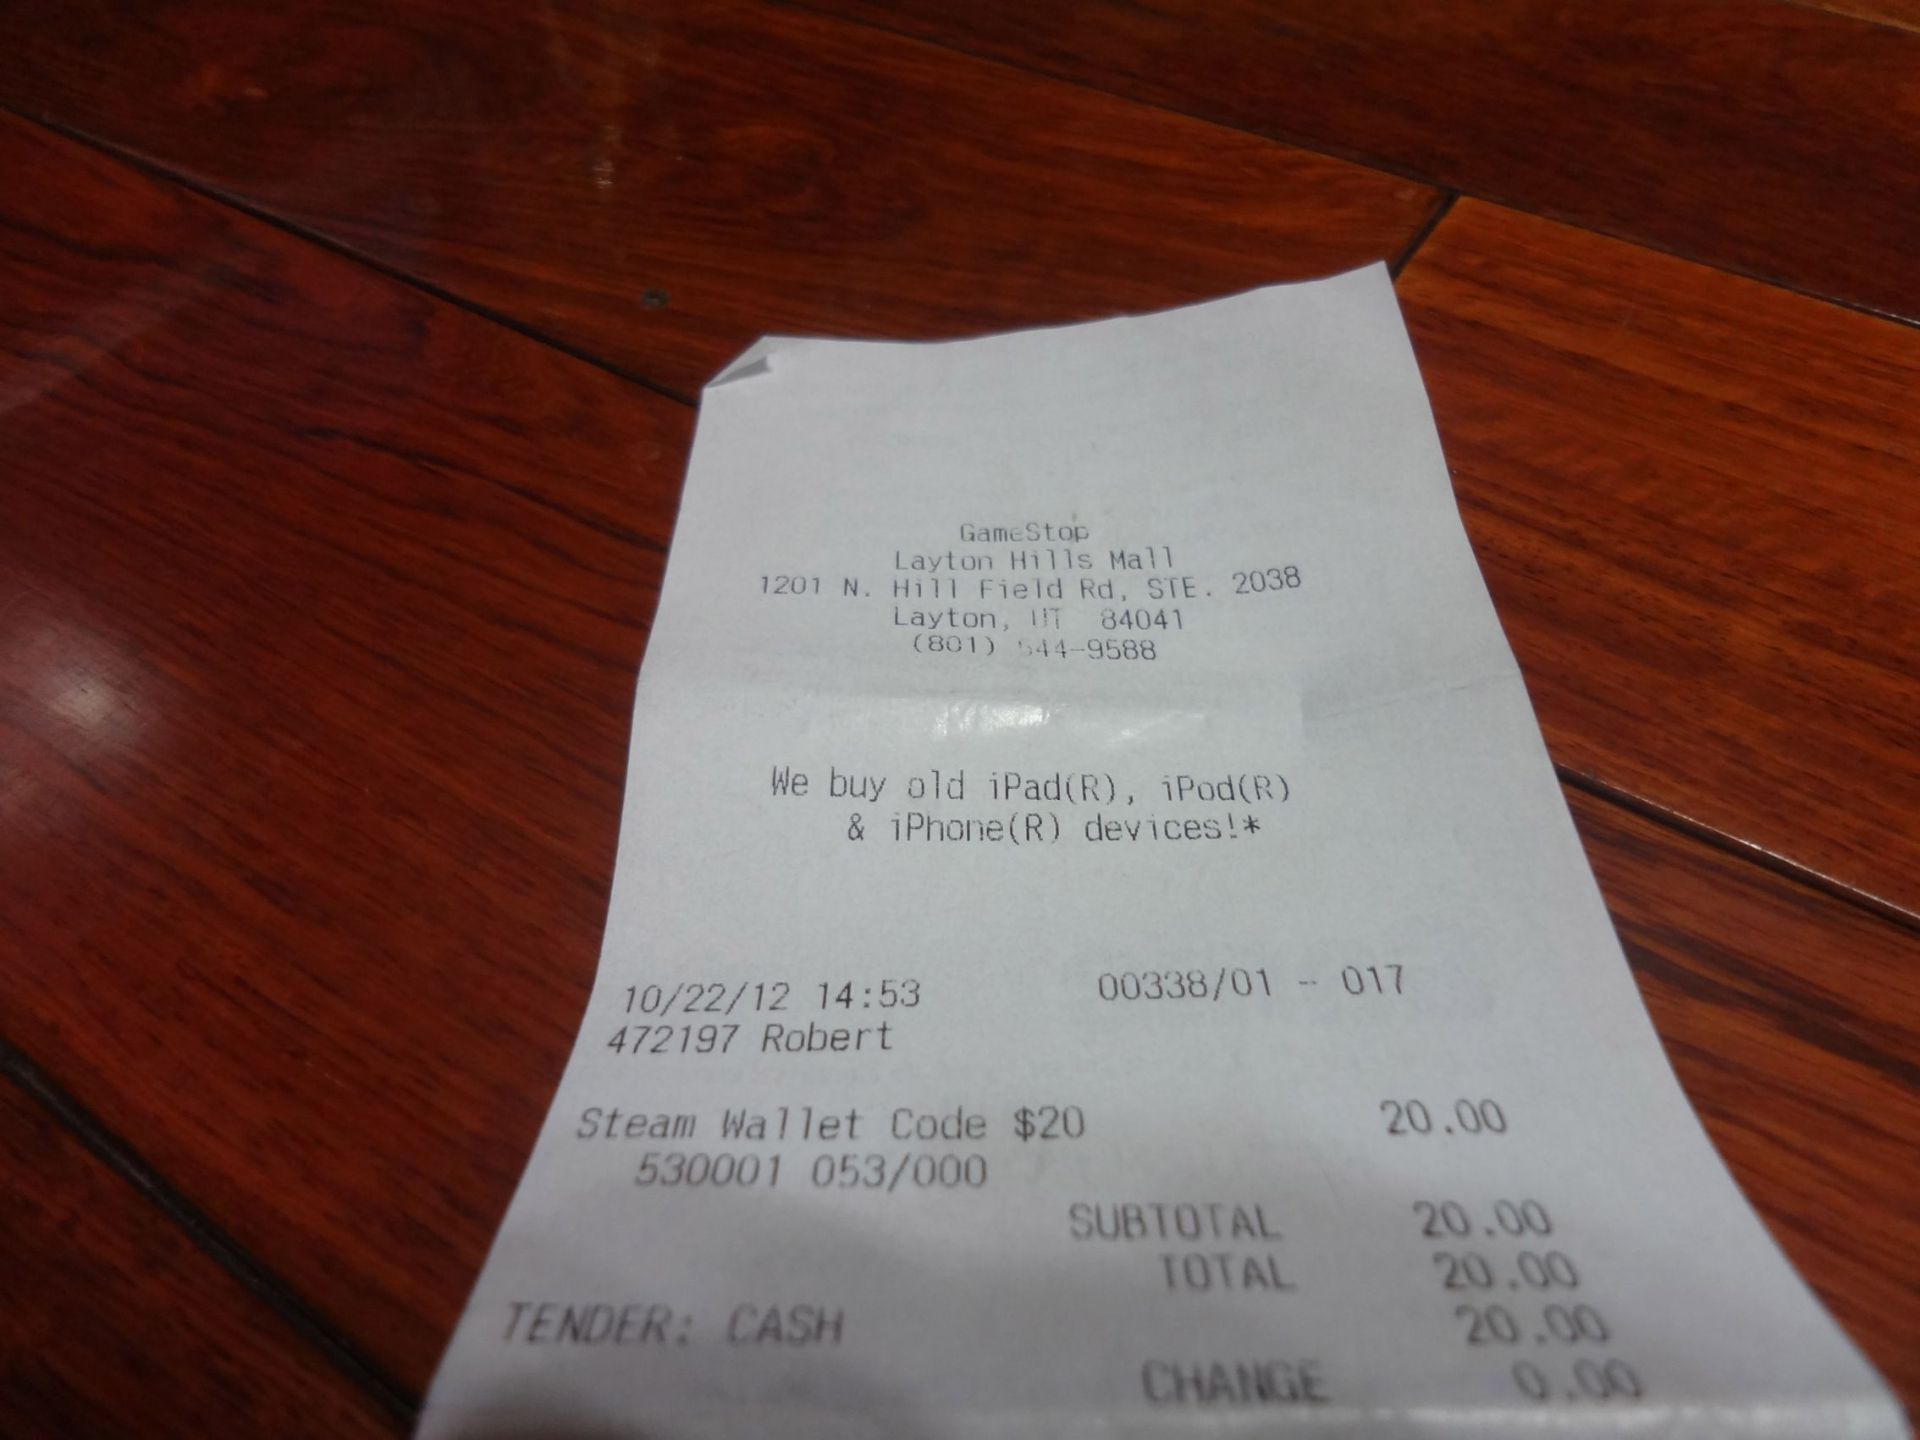 GameStop
Layton Hills Mall
1201 N. Hill Field Rd, STE. 2038
Layton, UT 84041
(801) 544-9588
We buy old iPad(R), iPod(R)
& iPhone(R) devices!*
10/22/12 14:53 00338/01 - 017
472197 Robert
Steam Wallet Code $20 20.00
530001 053/000
SUBTOTAL 20.00
TOTAL 20.00
TENDER: CASH 20.00
CHANGE 0.00